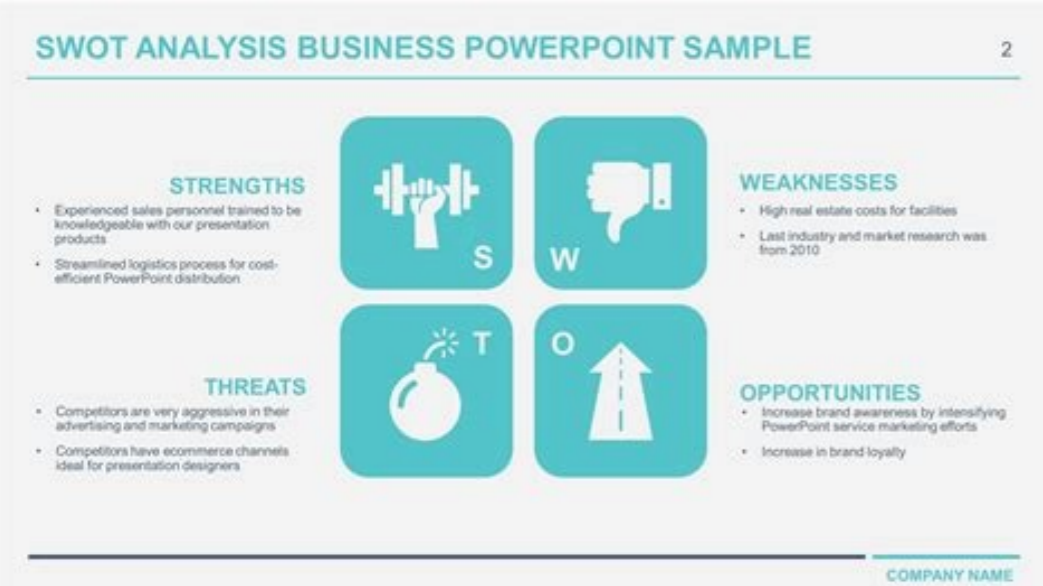 SWOT ANALYSIS BUSINESS POWERPOINT SAMPLE
2
STRENGTHS
• Experienced sales personnel trained to be
knowledgeable with our presentation
products
• Streamlined logistics process for cost-
efficient PowerPoint distribution
S
W
WEAKNESSES
• High real estate costs for facilities
• Last industry and market research was
from 2010
THREATS
• Competitors are very aggressive in their
advertising and marketing campaigns
• Competitors have ecommerce channels
ideal for presentation designers
T
O
OPPORTUNITIES
• Increase brand awareness by intensifying
PowerPoint service marketing efforts
• Increase in brand loyalty
COMPANY NAME